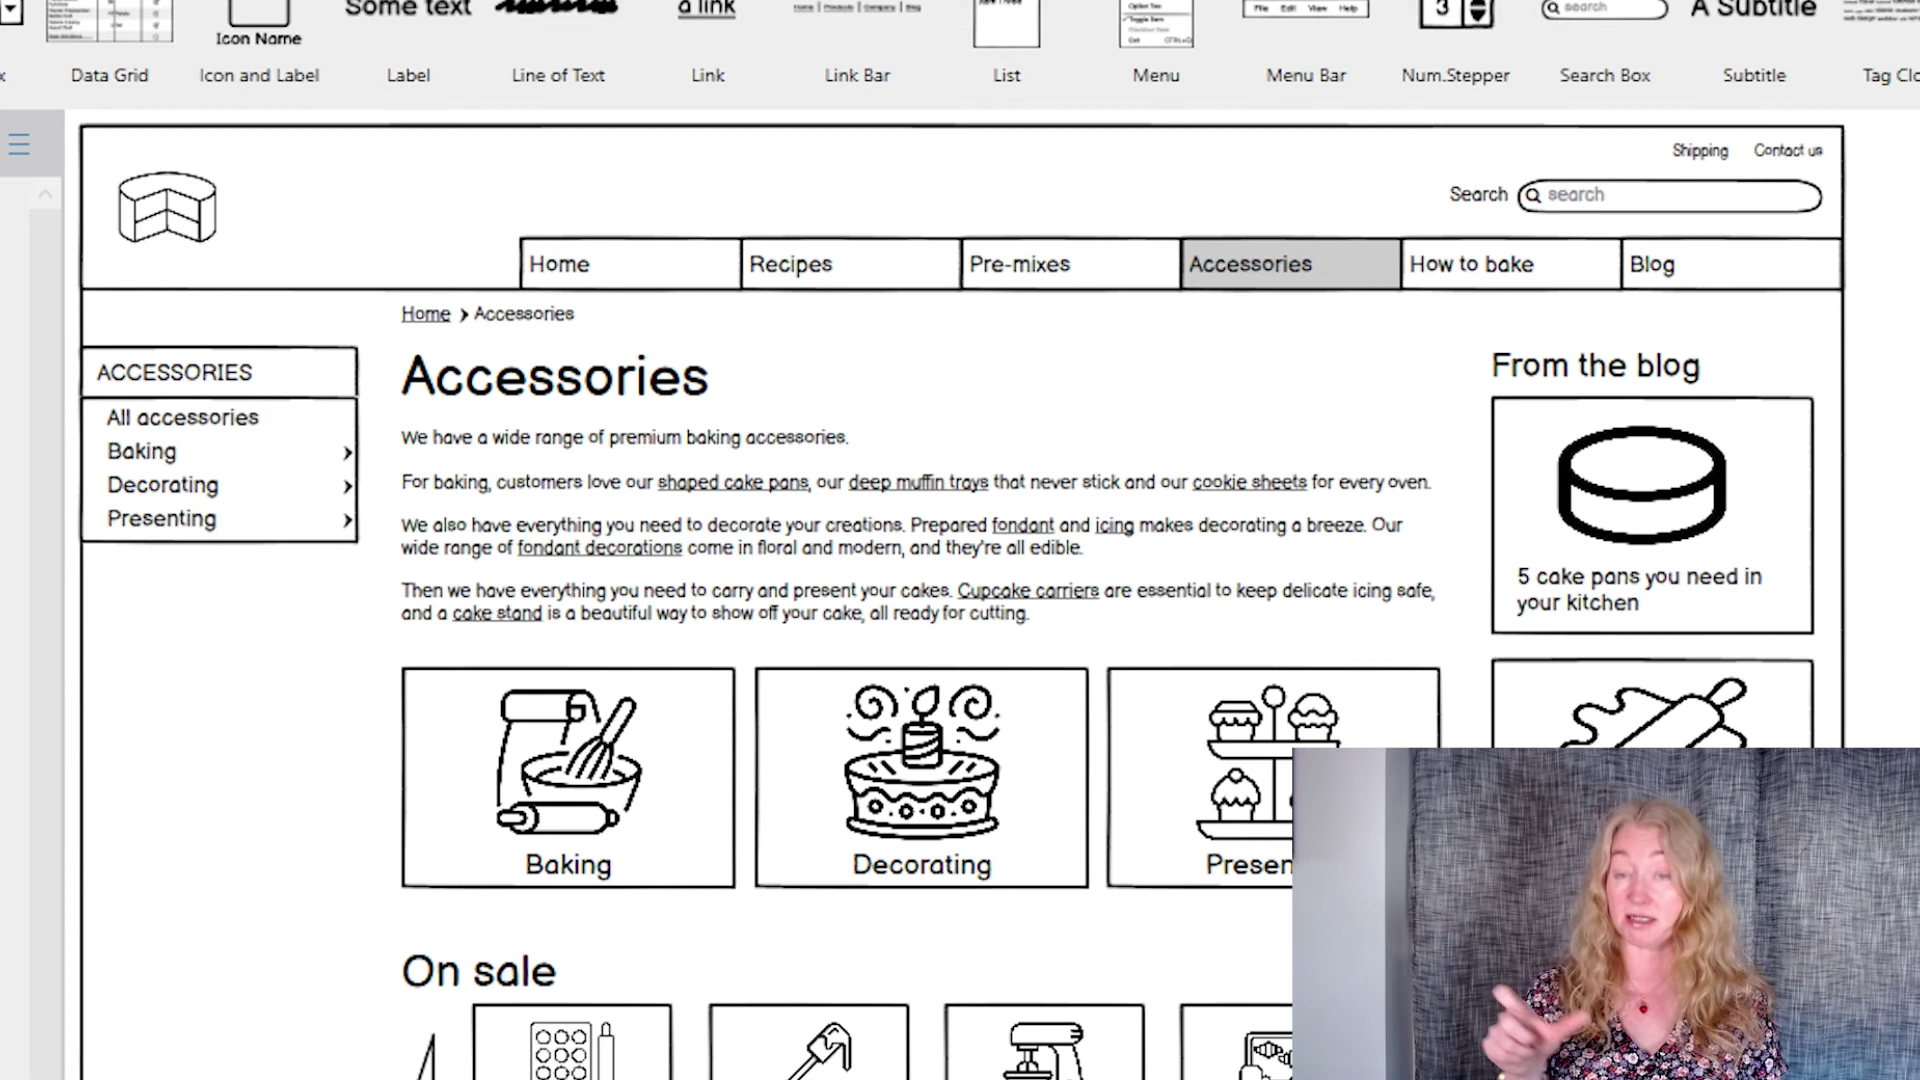 Some text
a link
3
File Edit View Help
search
A Subtitle
Icon Name
Data Grid
Icon and Label
Label
Line of Text
Link
Link Bar
List
Menu
Menu Bar
Num.Stepper
Search Box
Subtitle
Shipping
Contact us
Search
search
Home
Recipes
Pre-mixes
Accessories
How to bake
Blog
Home > Accessories
ACCESSORIES
All accessories
Baking
Decorating
Presenting
Accessories
We have a wide range of premium baking accessories.
For baking, customers love our shaped cake pans, our deep muffin trays that never stick and our cookie sheets for every oven.
We also have everything you need to decorate your creations. Prepared fondant and icing makes decorating a breeze. Our
wide range of fondant decorations come in floral and modern, and they're all edible.
Then we have everything you need to carry and present your cakes. Cupcake carriers are essential to keep delicate icing safe,
and a cake stand is a beautiful way to show off your cake, all ready for cutting.
From the blog
5 cake pans you need in
your kitchen
Baking
Decorating
Presen
On sale